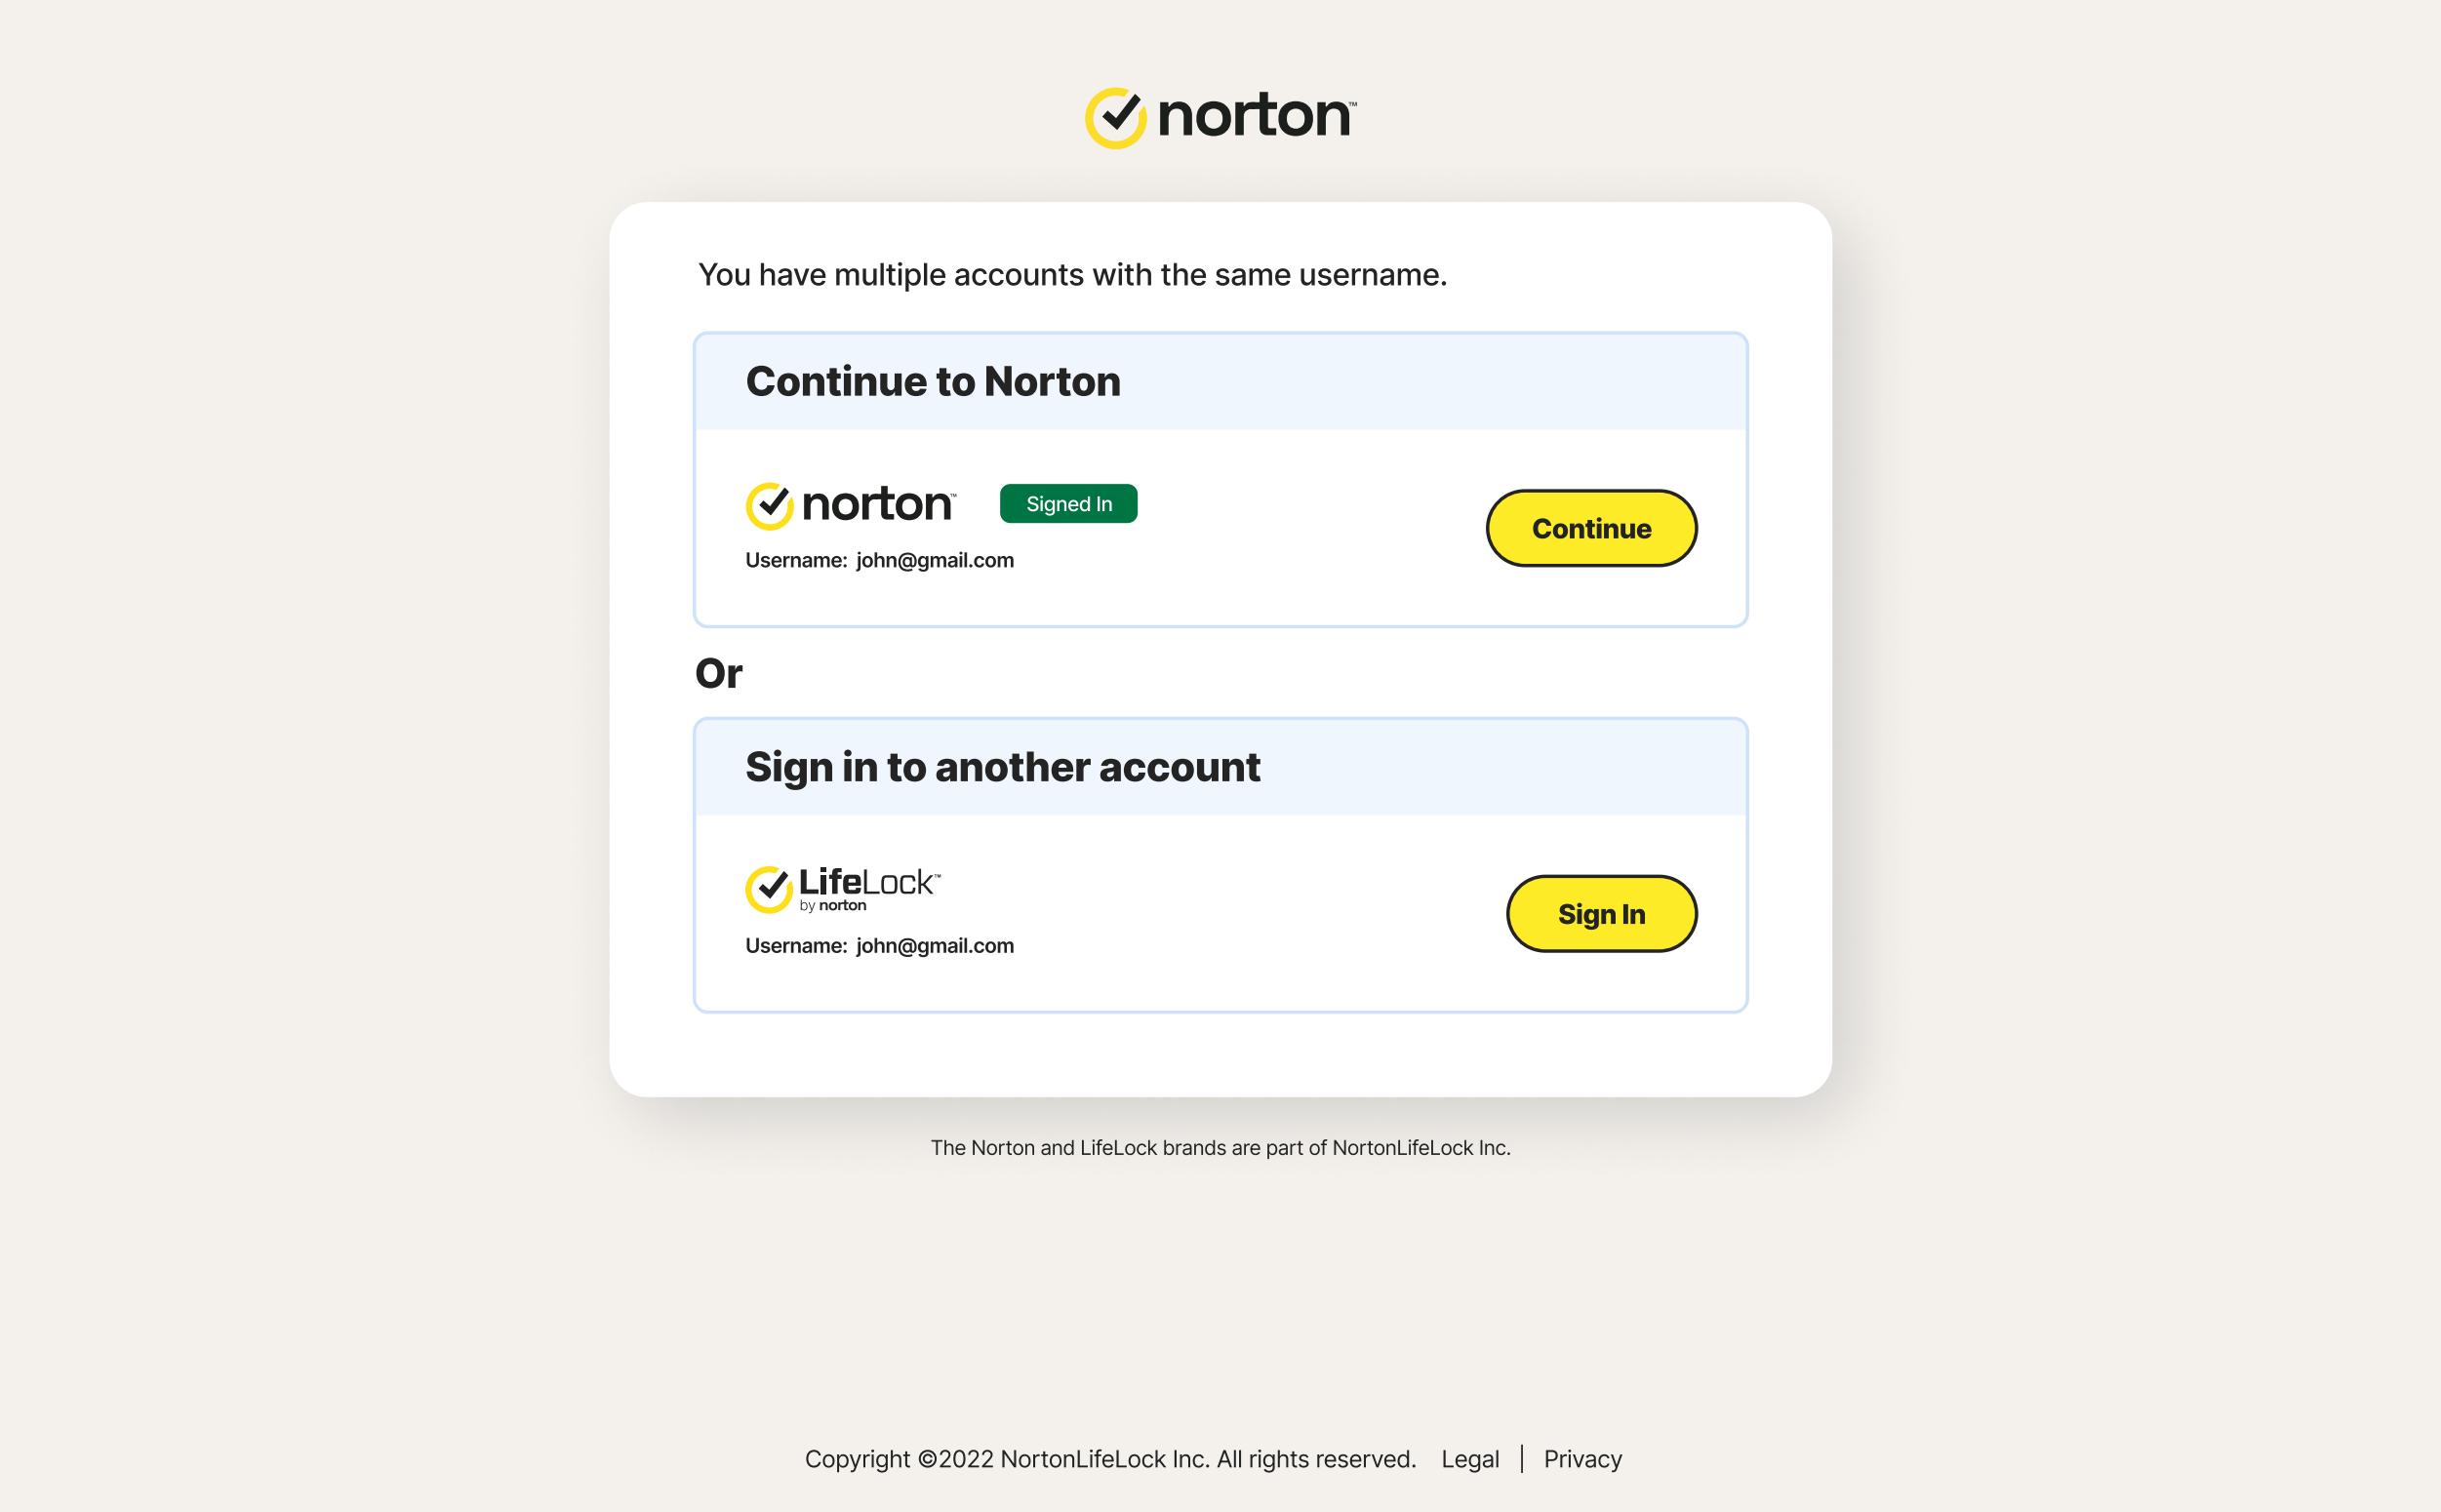 norton™
You have multiple accounts with the same username.
Continue to Norton
norton™ Signed In
Continue
Username: john@gmail.com
Or
Sign in to another account
LifeLock™
by norton
Sign In
Username: john@gmail.com
The Norton and LifeLock brands are part of NortonLifeLock Inc.
Copyright ©2022 NortonLifeLock Inc. All rights reserved. Legal | Privacy